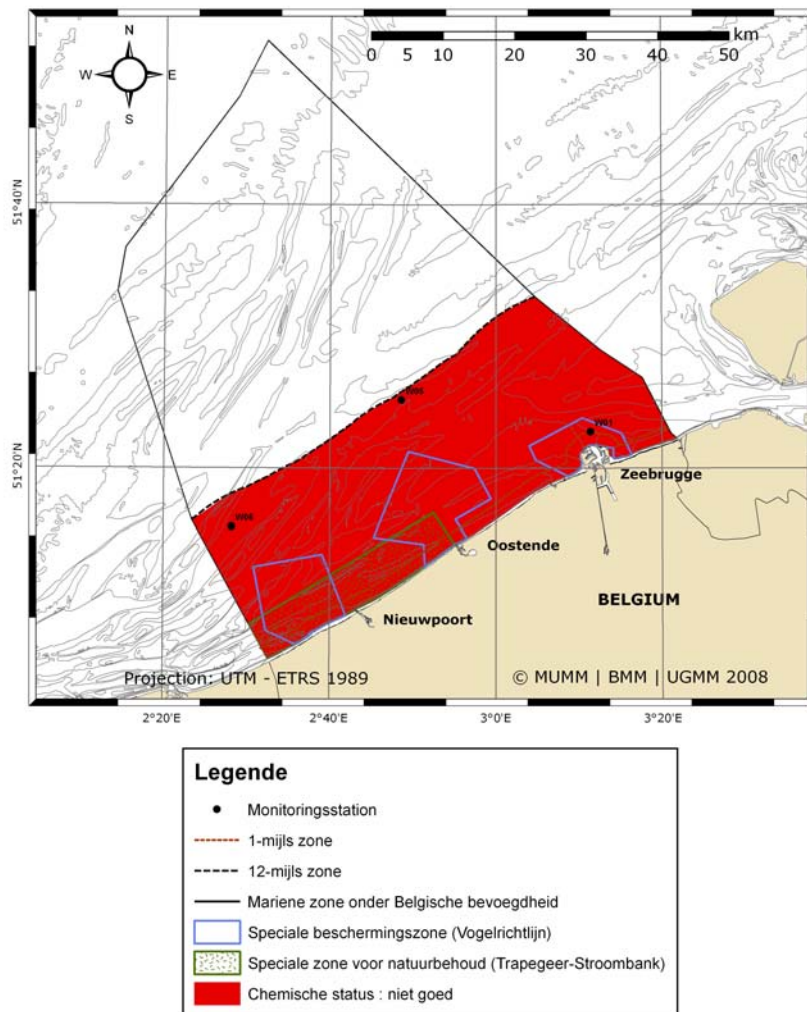 N
W E
S
km
0 5 10 20 30 40 50
51°40'N
W05
W01
51°20'N
Zeebrugge
Oostende
BELGIUM
Nieuwpoort
Projection: UTM - ETRS 1989
© MUMM | BMM | UGMM 2008
2°20'E 2°40'E 3°0'E 3°20'E
Legende
Monitoringsstation
1-mijls zone
12-mijls zone
Mariene zone onder Belgische bevoegdheid
Speciale beschermingszone (Vogelrichtlijn)
Speciale zone voor natuurbehoud (Trapegeer-Stroombank)
Chemische status : niet goed